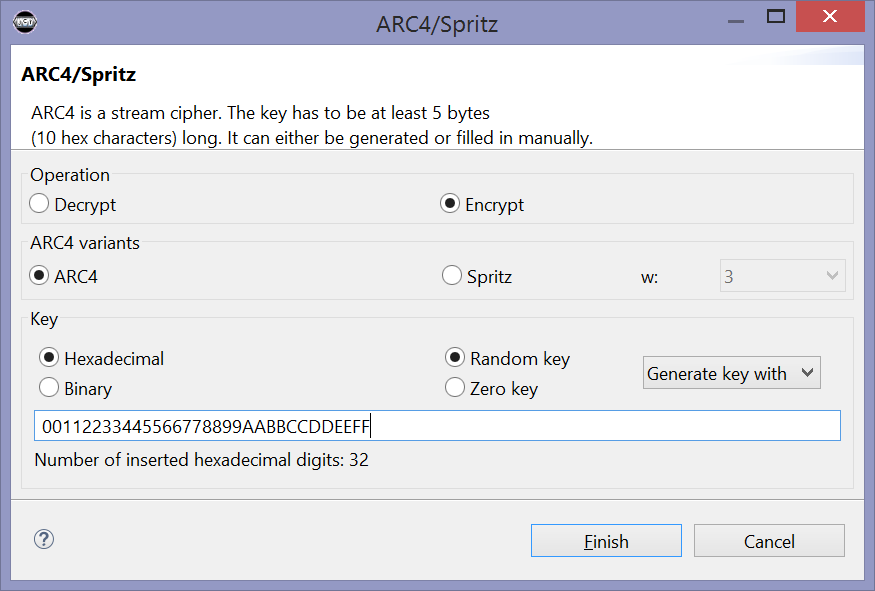 ARC4/Spritz
ARC4/Spritz
ARC4 is a stream cipher. The key has to be at least 5 bytes
(10 hex characters) long. It can either be generated or filled in manually.
Operation
Decrypt Encrypt
ARC4 variants
ARC4 Spritz w: 3
Key
Hexadecimal Random key
Generate key with
Binary Zero key
00112233445566778899AABBCCDDEEFF
Number of inserted hexadecimal digits: 32
?
Finish Cancel